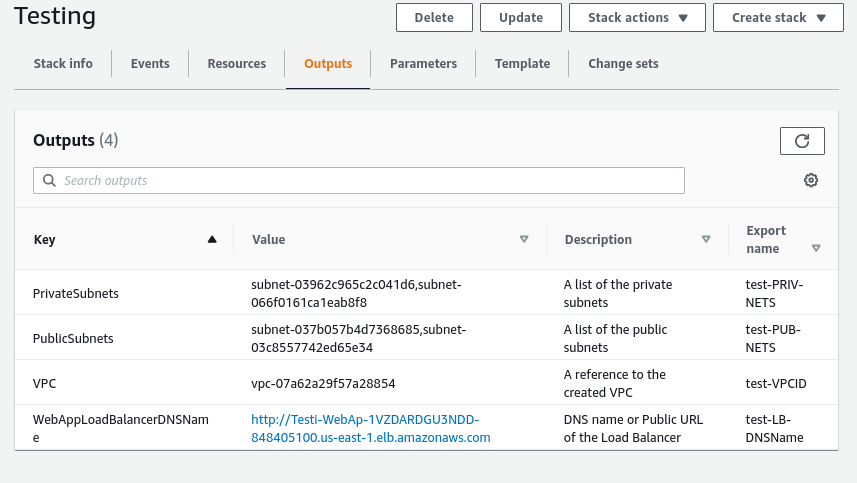 Testing
Delete
Update
Stack actions
Create stack
Stack info
Events
Resources
Outputs
Parameters
Template
Change sets
Outputs (4)
Search outputs
Key
Value
Description
Export
name
PrivateSubnets
subnet-03962c965c2c041d6,subnet-
066f0161ca1eab8f8
A list of the private
subnets
test-PRIV-
NETS
PublicSubnets
subnet-037b057b4d7368685,subnet-
03c8557742ed65e34
A list of the public
subnets
test-PUB-
NETS
VPC
vpc-07a62a29f57a28854
A reference to the
created VPC
test-VPCID
WebAppLoadBalancerDNSNam
e
http://Testi-WebAp-1VZDARDGU3NDD-
848405100.us-east-1.elb.amazonaws.com
DNS name or Public URL
of the Load Balancer
test-LB-
DNSName